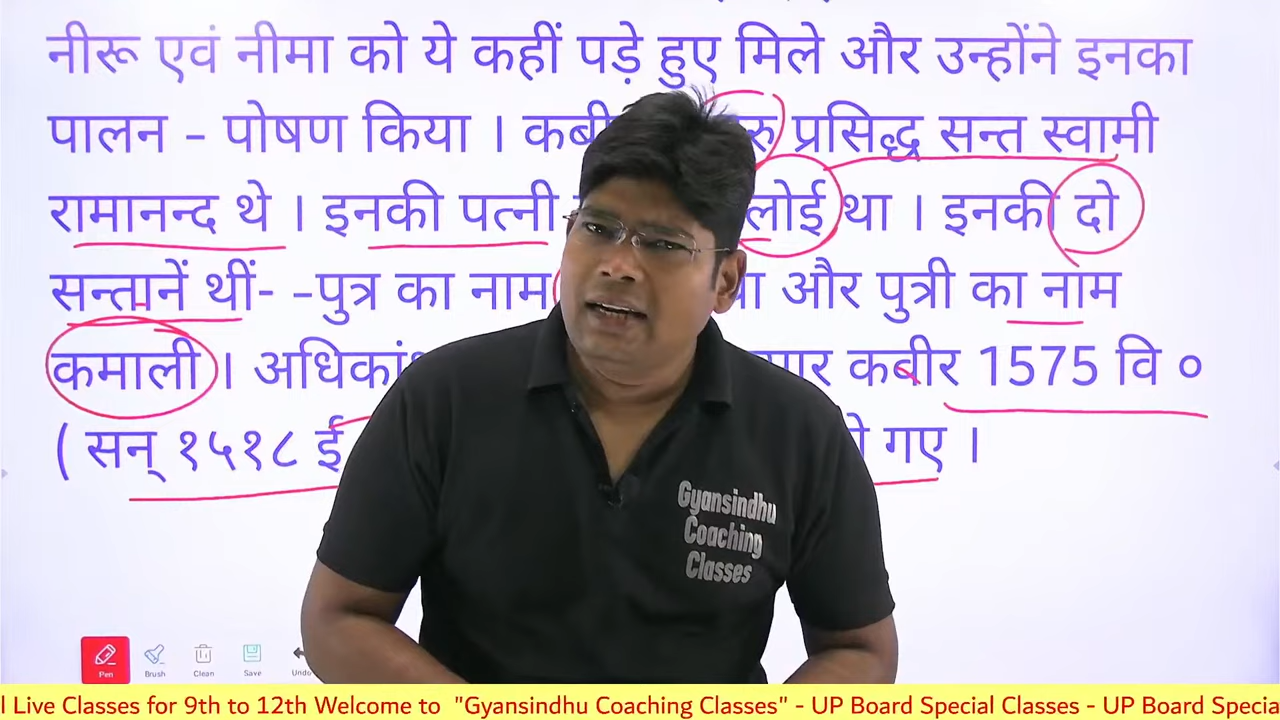 नीरू एवं नीमा को ये कहीं पड़े हुए मिले और उन्होंने इनका
पालन - पोषण किया । प्रसिद्ध सन्त स्वामी
रामानन्द थे । इनकी पत्नी लोई था । इनकी दो
सन्तानें थीं- -पुत्र का नाम और पुत्री का नाम
कमाली । कबीर 1575 वि ०
( सन् १५१८ ई गए ।
Gyansindhu
Coaching
Classes
Pen Brush Clean Save Undo
Live Classes for 9th to 12th Welcome to "Gyansindhu Coaching Classes" - UP Board Special Classes - UP Board